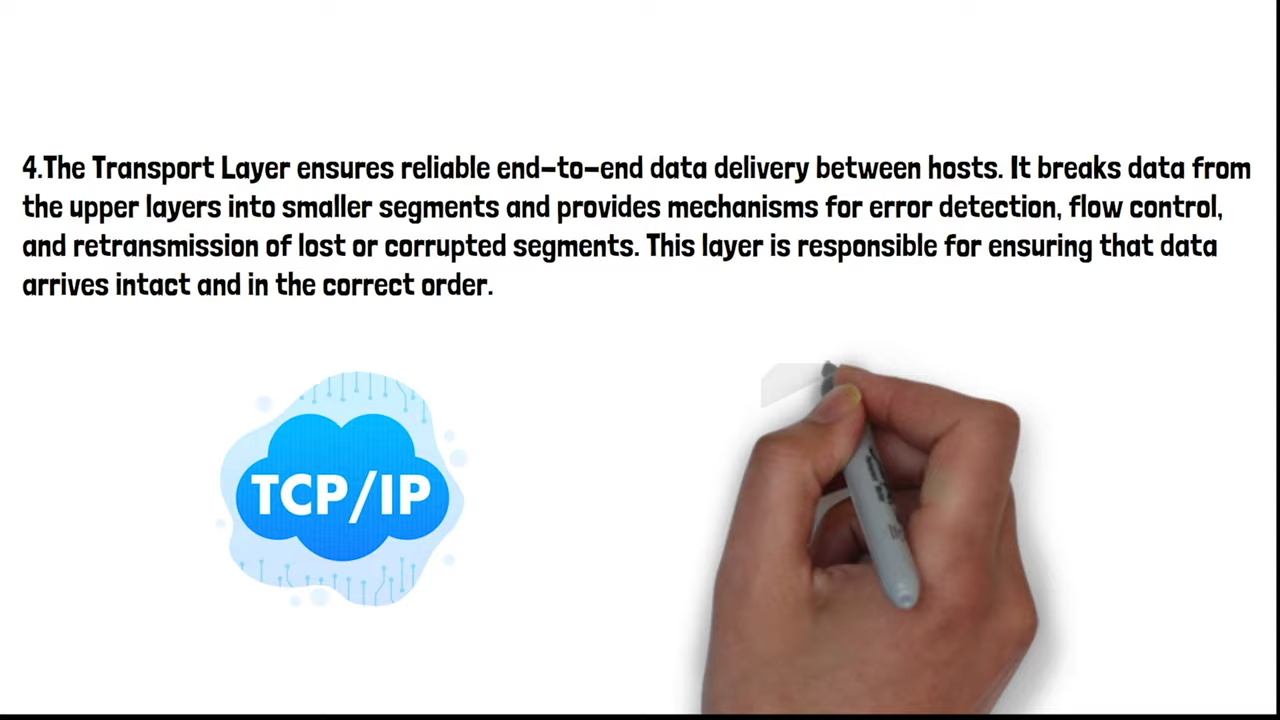 4.The Transport Layer ensures reliable end-to-end data delivery between hosts. It breaks data from
the upper layers into smaller segments and provides mechanisms for error detection, flow control,
and retransmission of lost or corrupted segments. This layer is responsible for ensuring that data
arrives intact and in the correct order.
TCP/IP